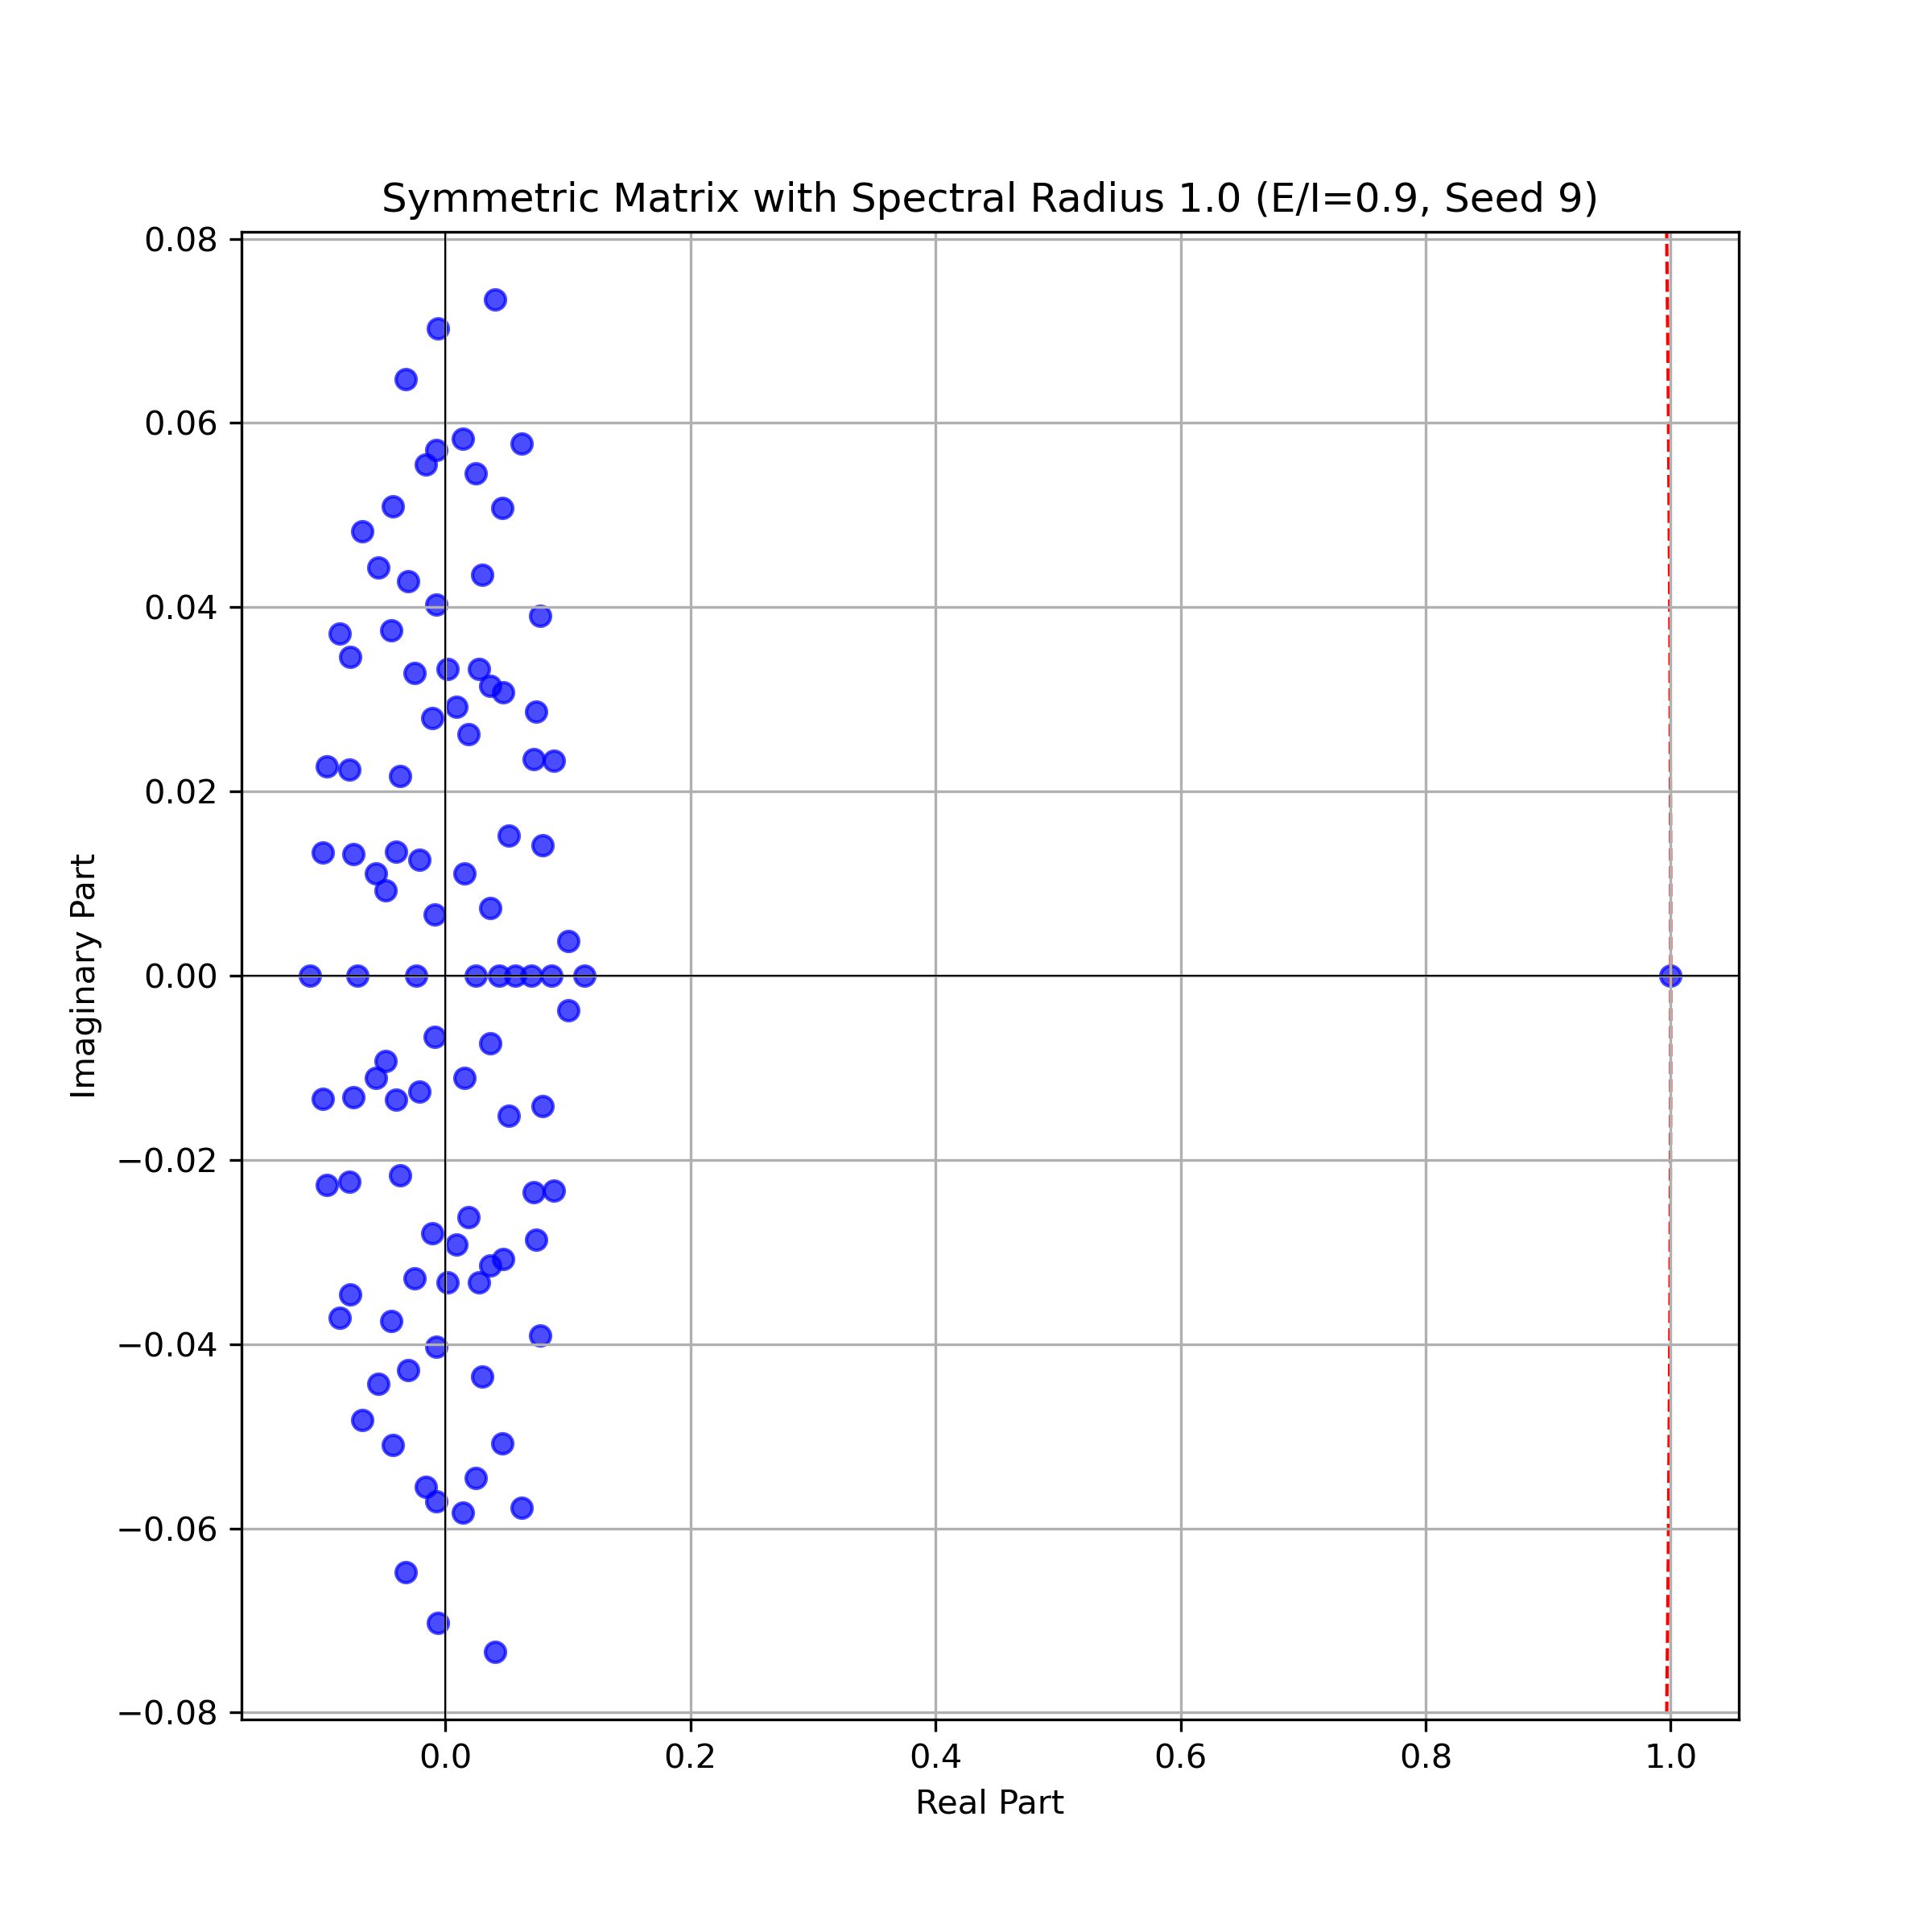 Symmetric Matrix with Spectral Radius 1.0 (E/I=0.9, Seed 9)
0.08
0.06
0.04
0.02
0.00
−0.02
−0.04
−0.06
−0.08
Imaginary Part
0.0 0.2 0.4 0.6 0.8 1.0
Real Part